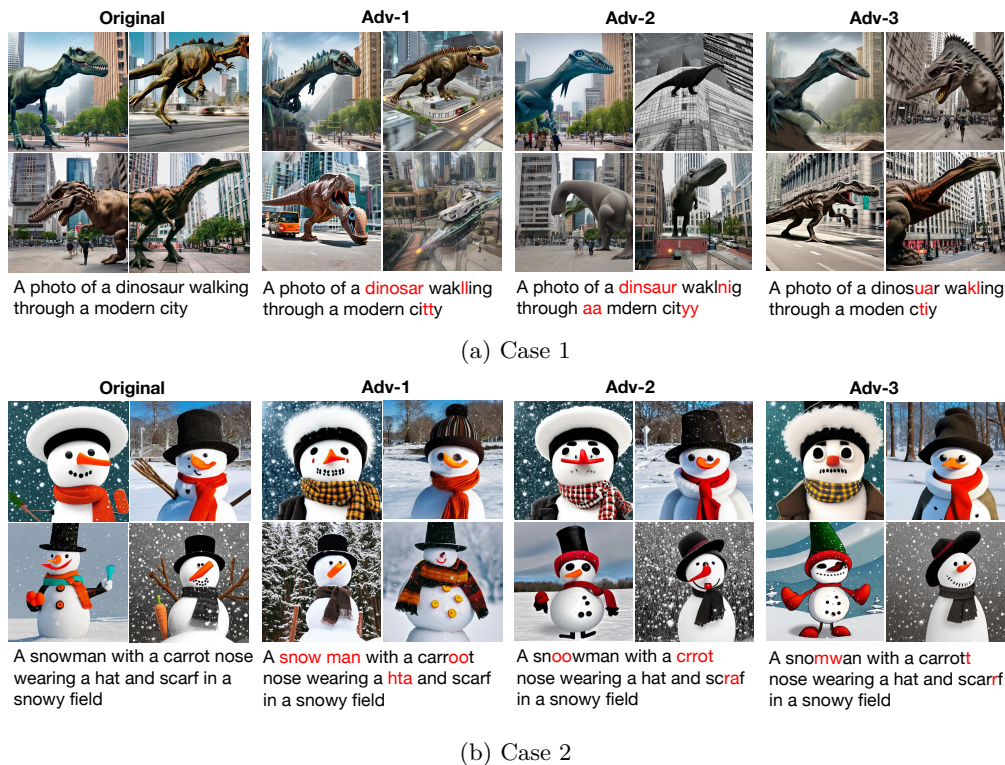 Original Adv-1 Adv-2 Adv-3
A photo of a dinosaur walking
through a modern city
A photo of a dinosar waklling
through a modern citty
A photo of a dinsaur waklnig
through aa mdern cityy
A photo of a dinosuar wakling
through a moden ctiy
(a) Case 1
Original Adv-1 Adv-2 Adv-3
A snowman with a carrot nose
wearing a hat and scarf in a
snowy field
A snow man with a carroot
nose wearing a hta and scarf
in a snowy field
A snoowman with a crrot
nose wearing a hat and scraf
in a snowy field
A snomwan with a carrott
nose wearing a hat and scarrf
in a snowy field
(b) Case 2